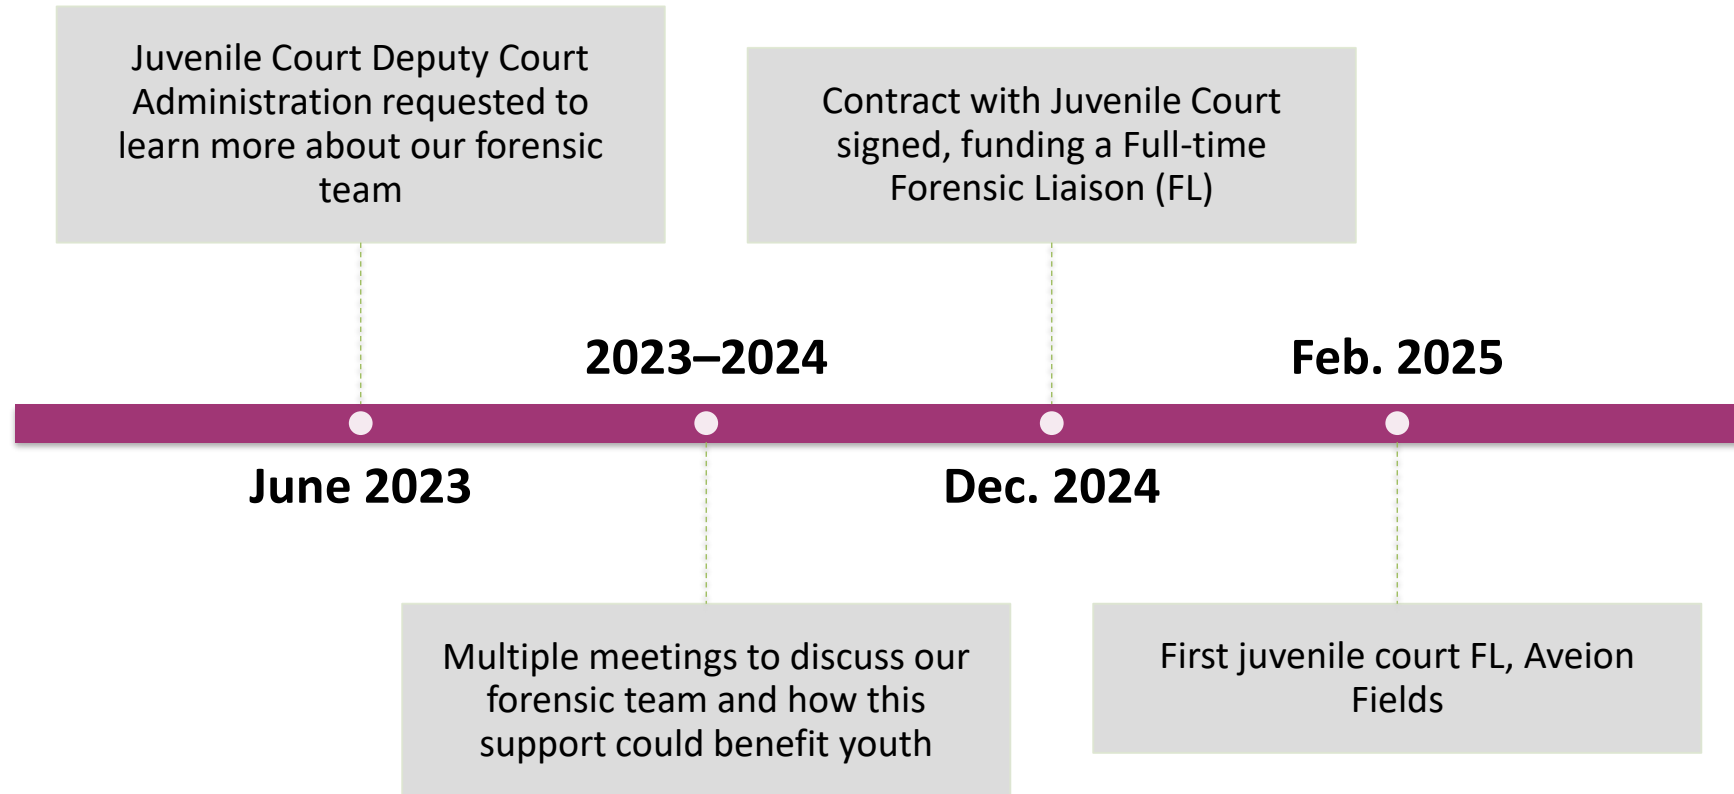 Juvenile Court Deputy Court
Administration requested to
learn more about our forensic
team
June 2023
2023–2024
Multiple meetings to discuss our
forensic team and how this
support could benefit youth
Contract with Juvenile Court
signed, funding a Full-time
Forensic Liaison (FL)
Dec. 2024
Feb. 2025
First juvenile court FL, Aveion
Fields